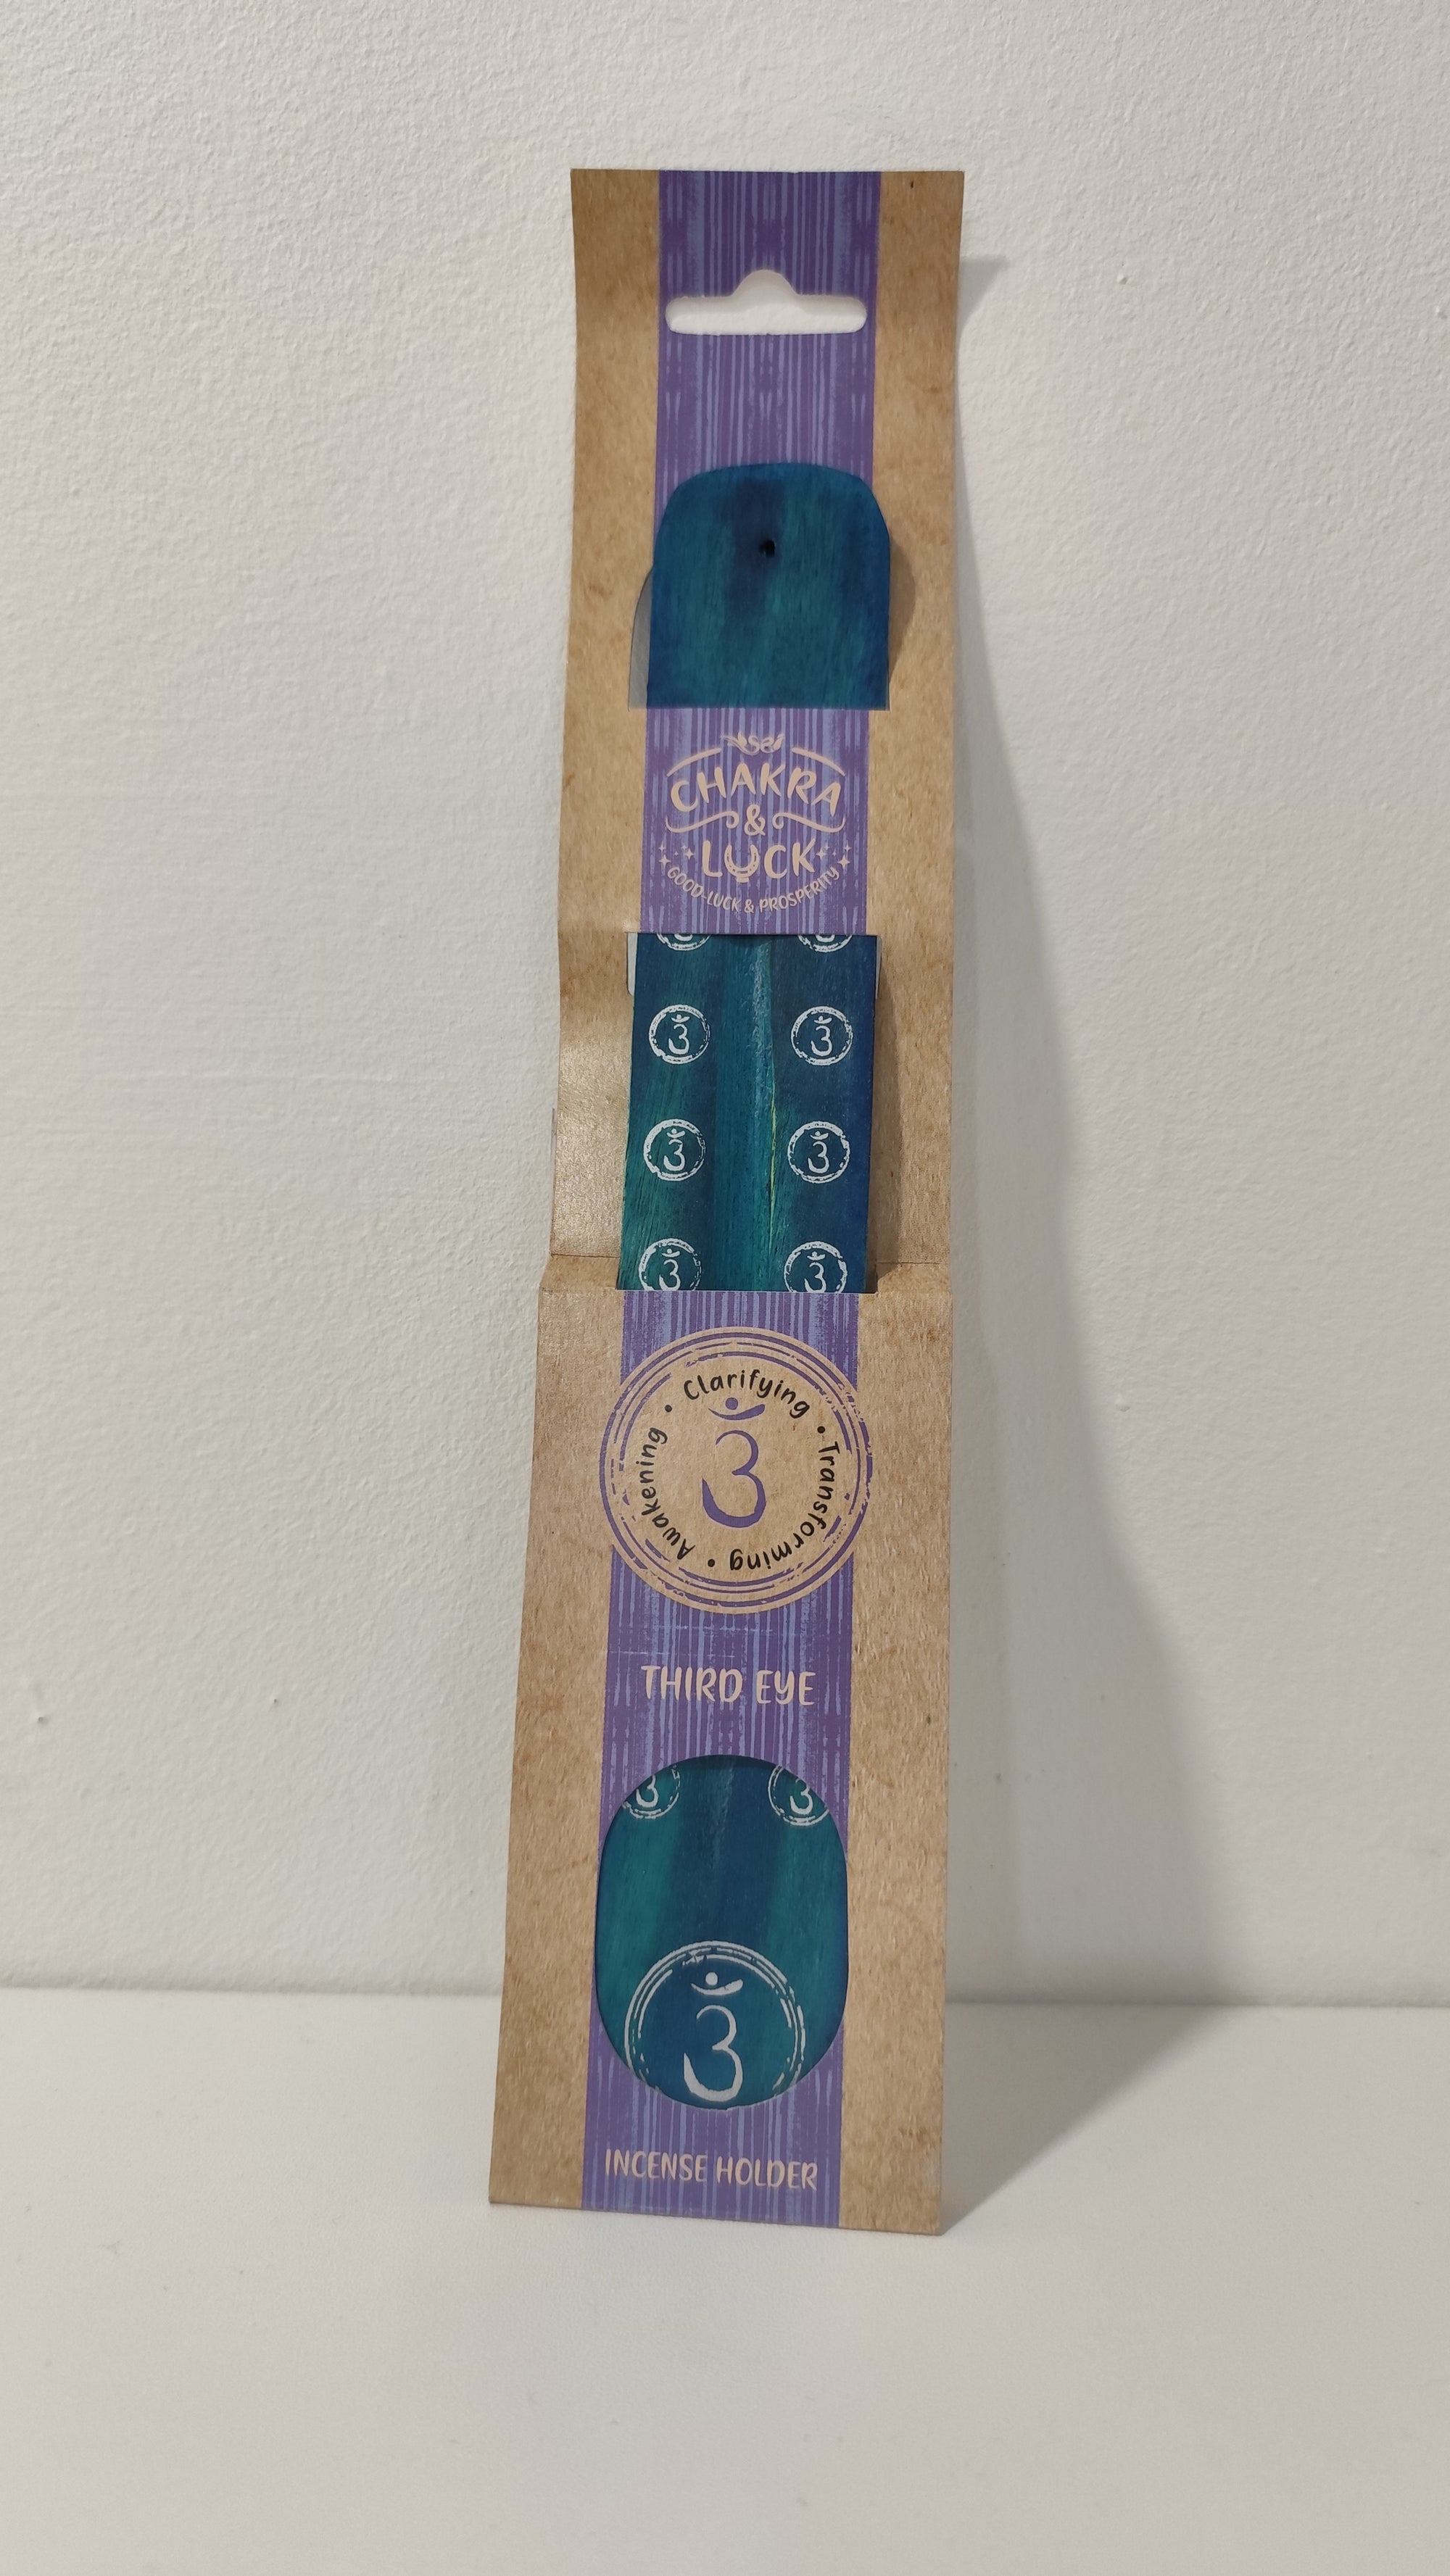 CHAKRA
&
LUCK
GOOD-LUCK & PROSPERITY
Clarifying • Transforming • Awakening •
THIRD EYE
INCENSE HOLDER